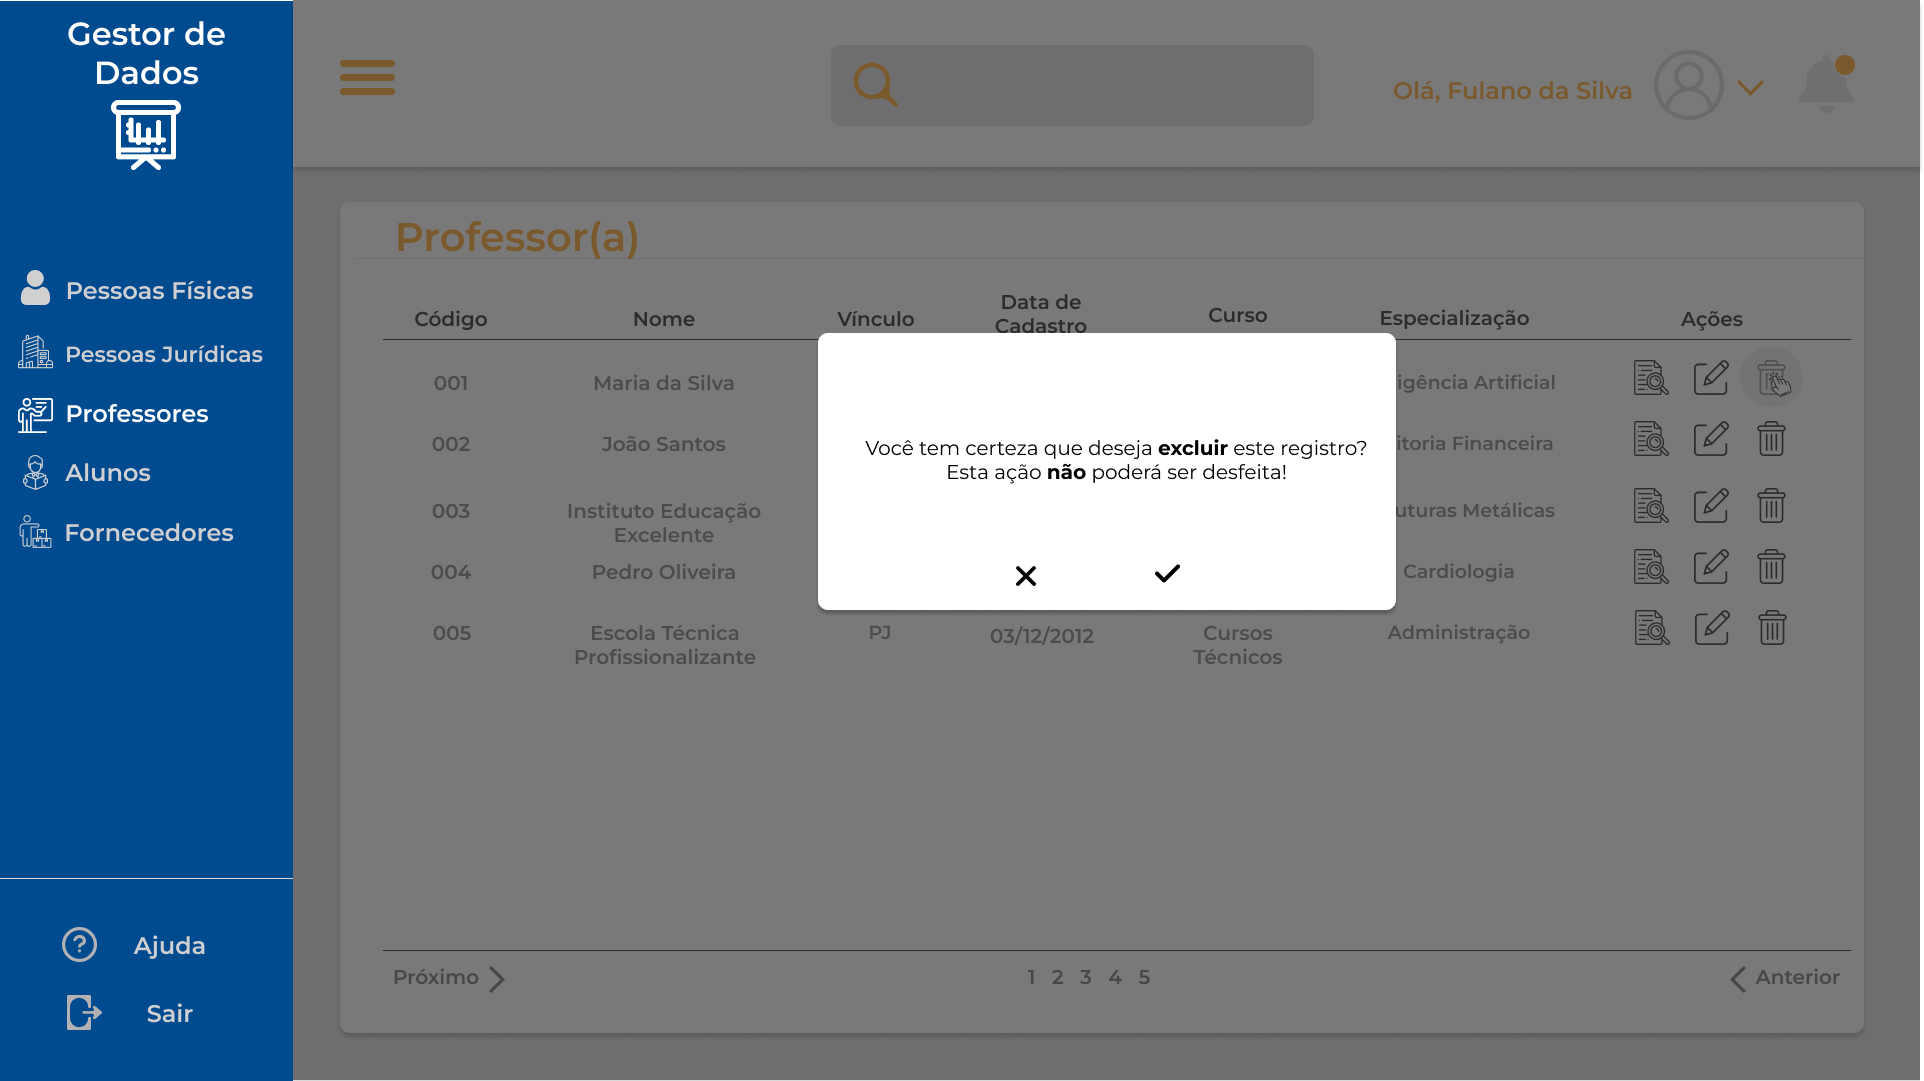 Gestor de
Dados
Olá, Fulano da Silva
Pessoas Físicas
Pessoas Jurídicas
Professores
Alunos
Fornecedores
Ajuda
Sair
Professor(a)
Código Nome Vínculo Data de Cadastro Curso Especialização Ações
001 Maria da Silva igência Artificial
002 João Santos itoria Financeira
003 Instituto Educação uturas Metálicas
Excelente
004 Pedro Oliveira Cardiologia
005 Escola Técnica PJ 03/12/2012 Cursos Administração
Profissionalizante Técnicos
Você tem certeza que deseja excluir este registro?
Esta ação não poderá ser desfeita!
Próximo 1 2 3 4 5 Anterior